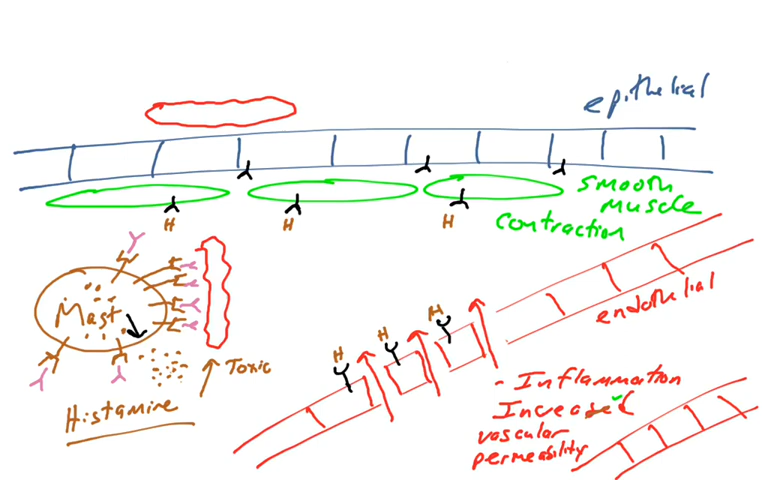 epithelial
smooth
muscle
contraction
H
H
H
Mast
Histamine
↑ Toxic
H
H
H
endothelial
- Inflammation
Increased
vascular
permeability